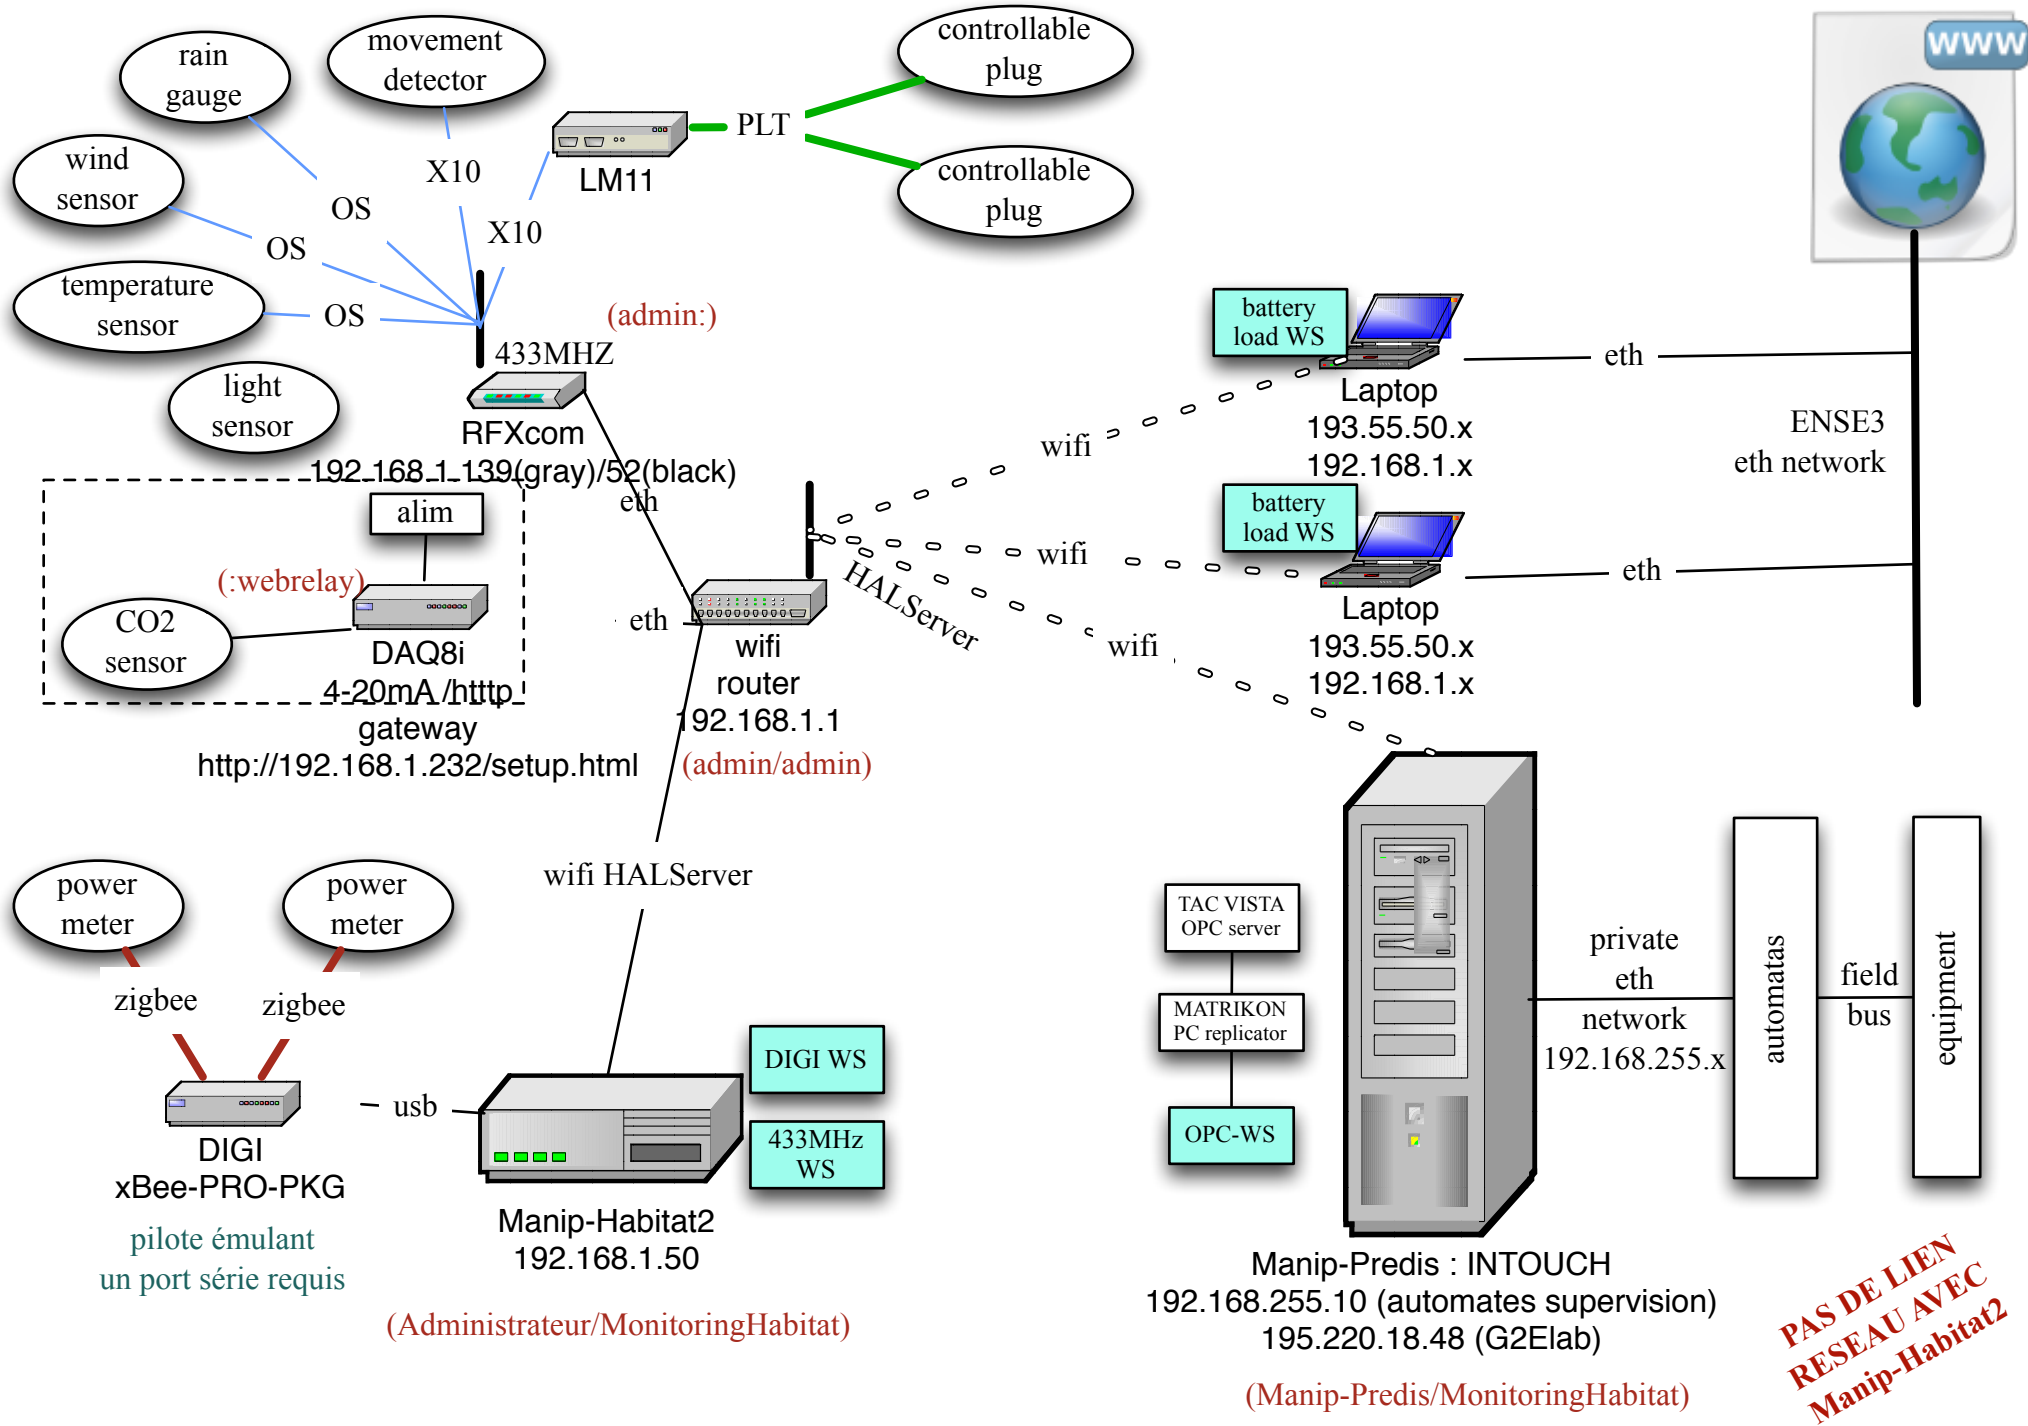 rain
gauge
movement
detector
controllable
plug
www
PLT
wind
sensor
X10
LM11
controllable
plug
OS
X10
OS
temperature
sensor
OS
(admin:)
battery
load WS
433MHZ
eth
light
sensor
Laptop
193.55.50.x
192.168.1.x
ENSE3
eth network
RFXcom
192.168.1.139(gray)/52(black)
wifi
eth
alim
battery
load WS
wifi
HALServer
eth
(:webrelay)
CO2
sensor
DAQ8i
4-20mA /htttp
gateway
http://192.168.1.232/setup.html
eth
wifi
router
192.168.1.1
(admin/admin)
wifi
Laptop
193.55.50.x
192.168.1.x
wifi HALServer
power
meter
power
meter
zigbee
zigbee
TAC VISTA
OPC server
MATRIKON
PC replicator
OPC-WS
private
eth
network
192.168.255.x
automatas
field
bus
equipment
DIGI WS
433MHz
WS
usb
DIGI
xBee-PRO-PKG
pilote émulant
un port série requis
Manip-Habitat2
192.168.1.50
(Administrateur/MonitoringHabitat)
Manip-Predis : INTOUCH
192.168.255.10 (automates supervision)
195.220.18.48 (G2Elab)
(Manip-Predis/MonitoringHabitat)
PAS DE LIEN
RESEAU AVEC
Manip-Habitat2